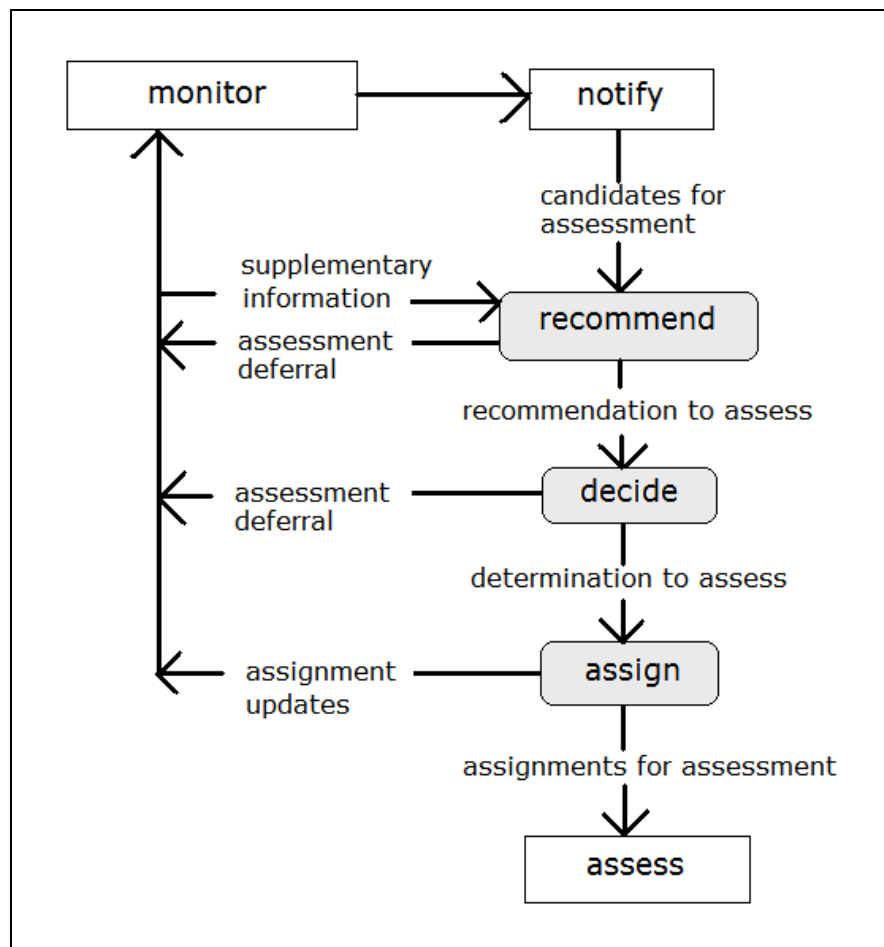 monitor
notify
candidates for
assessment
supplementary
information
recommend
assessment
deferral
recommendation to assess
decide
assessment
deferral
determination to assess
assign
assignment
updates
assignments for assessment
assess